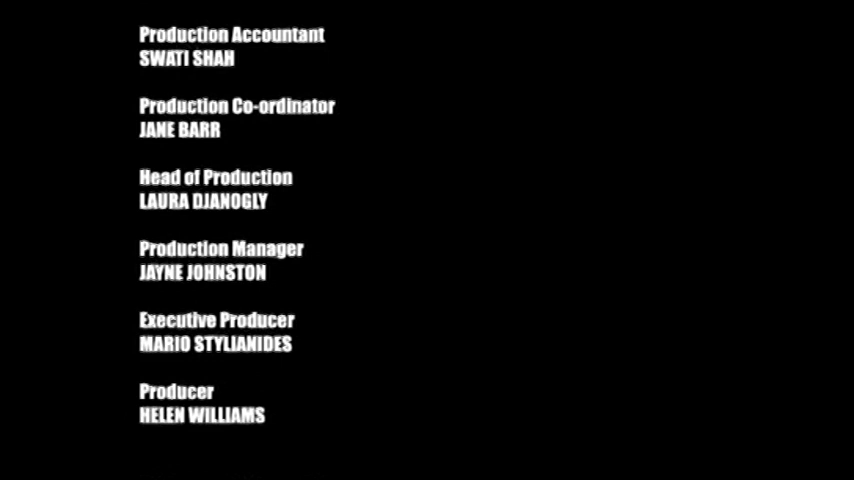 Production Accountant
SWATI SHAH
Production Co-ordinator
JANE BARR
Head of Production
LAURA DJANOGLY
Production Manager
JAYNE JOHNSTON
Executive Producer
MARIO STYLIANIDES
Producer
HELEN WILLIAMS